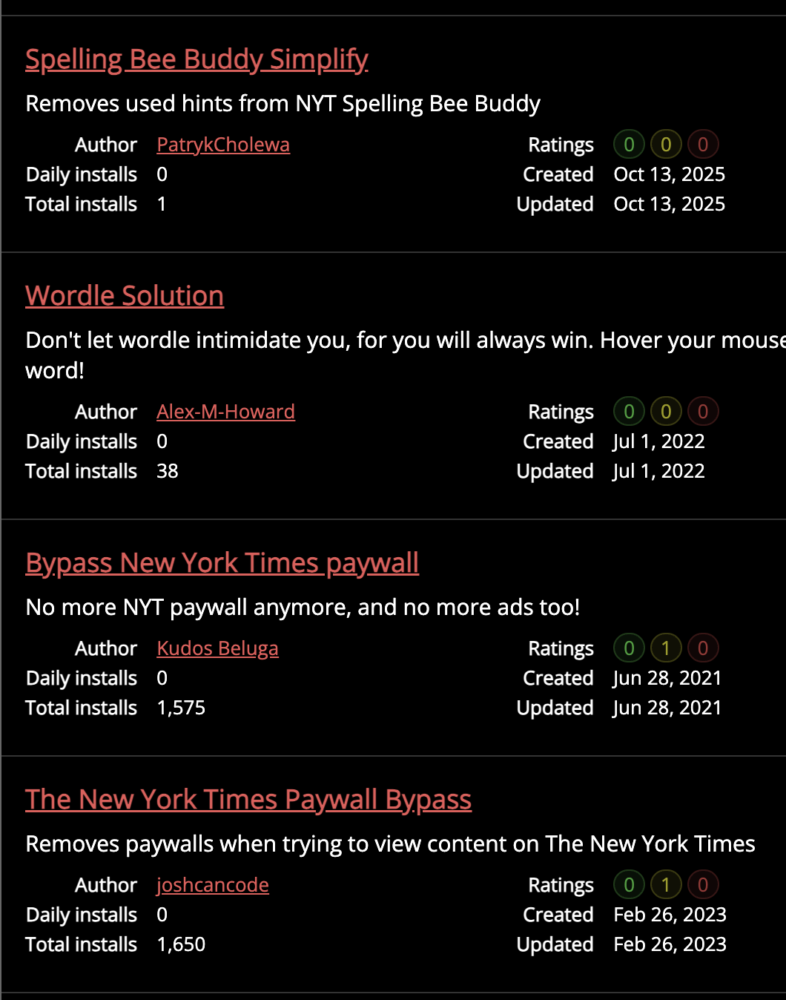 Spelling Bee Buddy Simplify
Removes used hints from NYT Spelling Bee Buddy
Author PatrykCholewa Ratings 0 0 0
Daily installs 0 Created Oct 13, 2025
Total installs 1 Updated Oct 13, 2025
Wordle Solution
Don't let wordle intimidate you, for you will always win. Hover your mouse
word!
Author Alex-M-Howard Ratings 0 0 0
Daily installs 0 Created Jul 1, 2022
Total installs 38 Updated Jul 1, 2022
Bypass New York Times paywall
No more NYT paywall anymore, and no more ads too!
Author Kudos Beluga Ratings 0 1 0
Daily installs 0 Created Jun 28, 2021
Total installs 1,575 Updated Jun 28, 2021
The New York Times Paywall Bypass
Removes paywalls when trying to view content on The New York Times
Author joshcancode Ratings 0 1 0
Daily installs 0 Created Feb 26, 2023
Total installs 1,650 Updated Feb 26, 2023